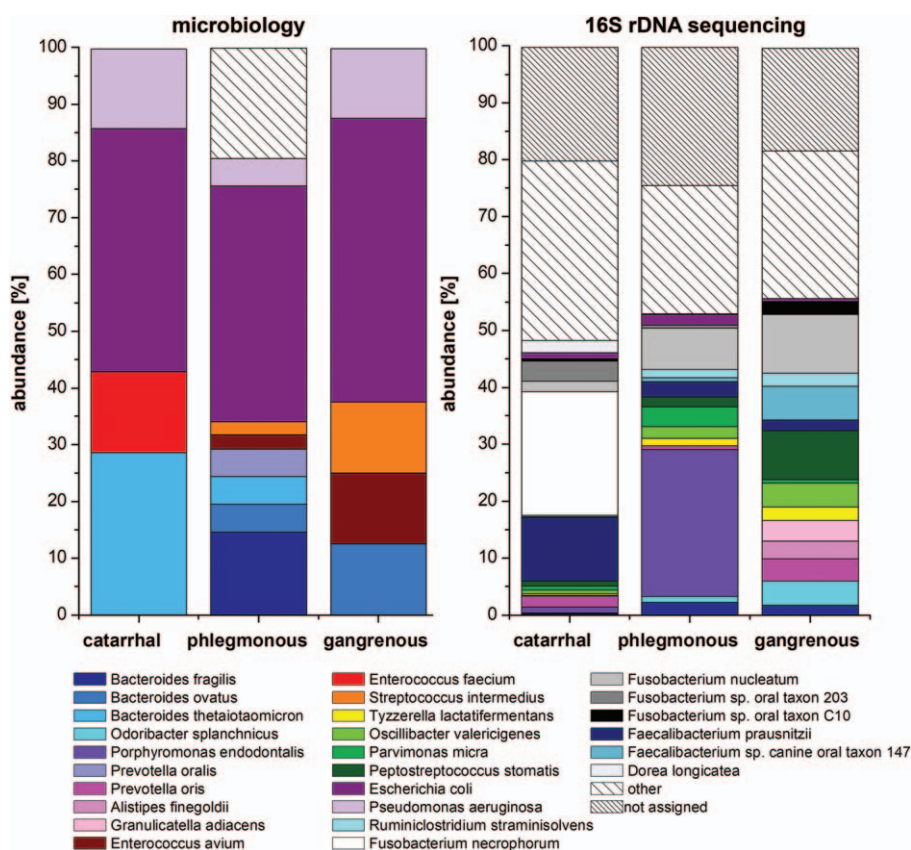 microbiology
16S rDNA sequencing
abundance [%]
100
90
80
70
60
50
40
30
20
10
0
catarrhal phlegmonous gangrenous
abundance [%]
100
90
80
70
60
50
40
30
20
10
0
catarrhal phlegmonous gangrenous
Bacteroides fragilis
Bacteroides ovatus
Bacteroides thetaiotaomicron
Odoribacter splanchnicus
Porphyromonas endodontalis
Prevotella oralis
Prevotella oris
Alistipes finegoldii
Granulicatella adiacens
Enterococcus avium
Enterococcus faecium
Streptococcus intermedius
Tyzzerella lactatifermentans
Oscillibacter valericigenes
Parvimonas micra
Peptostreptococcus stomatis
Escherichia coli
Pseudomonas aeruginosa
Ruminiclostridium straminisolvens
Fusobacterium necrophorum
Fusobacterium nucleatum
Fusobacterium sp. oral taxon 203
Fusobacterium sp. oral taxon C10
Faecalibacterium prausnitzii
Faecalibacterium sp. canine oral taxon 147
Dorea longicatea
other
not assigned